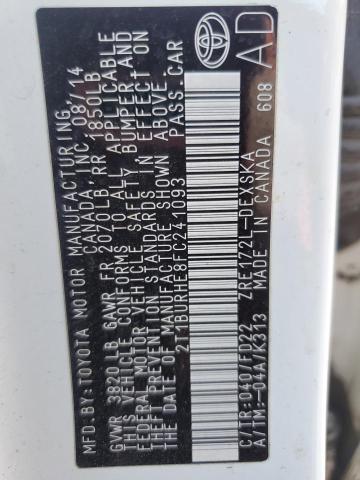 MFD.BY:TOYOTA MOTOR MANUFACTURING,
CANADA, INC. 08/14
GVWR 3820LB GAWR FR 2070LB RR 1850LB
THIS VEHICLE CONFORMS TO ALL APPLICABLE
FEDERAL MOTOR VEHICLE SAFETY, BUMPER, AND
THEFT PREVENTION STANDARDS IN EFFECT ON
THE DATE OF MANUFACTURE SHOWN ABOVE.
2T1BURHE8FC241093 PASS.CAR
C/TR:040/FD22 ZRE172L-DEXSKA
A/TM:-04A/K313 MADE IN CANADA 608
TOYOTA
AD